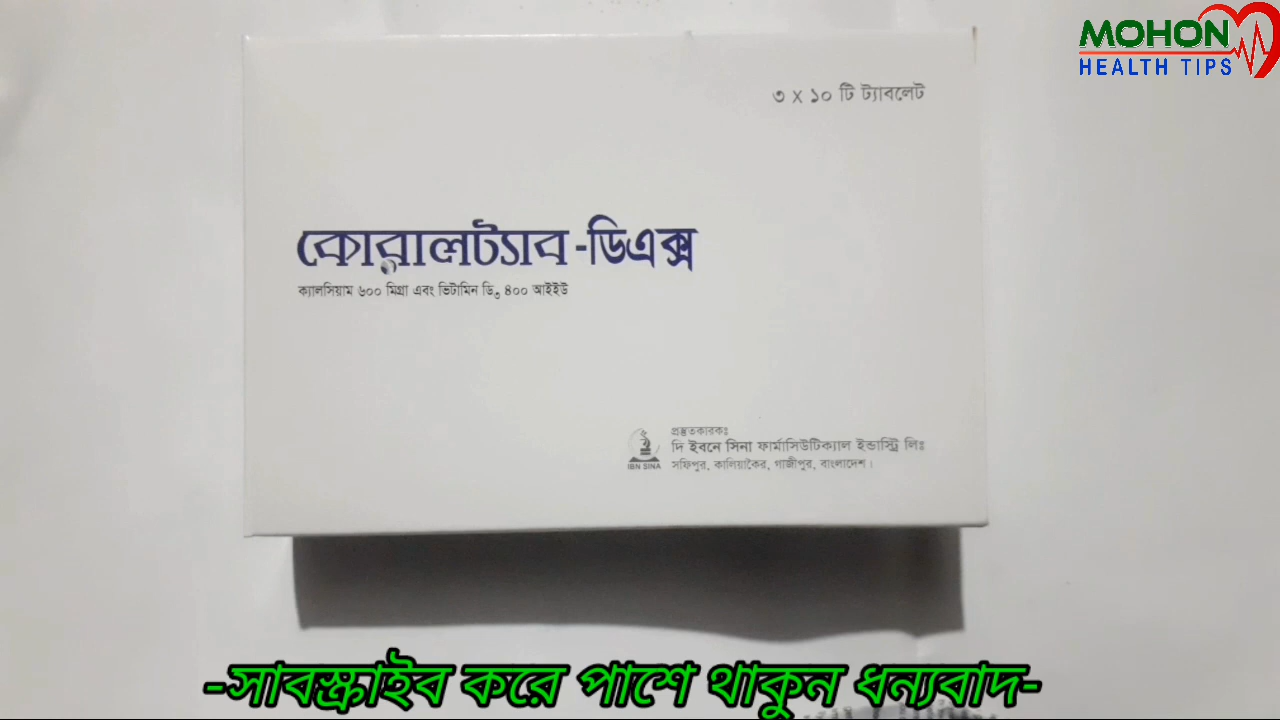 MOHON
HEALTH TIPS
৩ X ১০ টি ট্যাবলেট
কোরালট্যাব-ডিএক্স
ক্যালসিয়াম ৬০০ মিগ্রা এবং ভিটামিন ডি৩ ৪০০ আইইউ
প্রস্তুতকারকঃ
দি ইবনে সিনা ফার্মাসিউটিক্যাল ইন্ডাস্ট্রি লিঃ
IBN SINA সফিপুর, কালিয়াকৈর, গাজীপুর, বাংলাদেশ।
-সাবস্ক্রাইব করে পাশে থাকুন ধন্যবাদ-